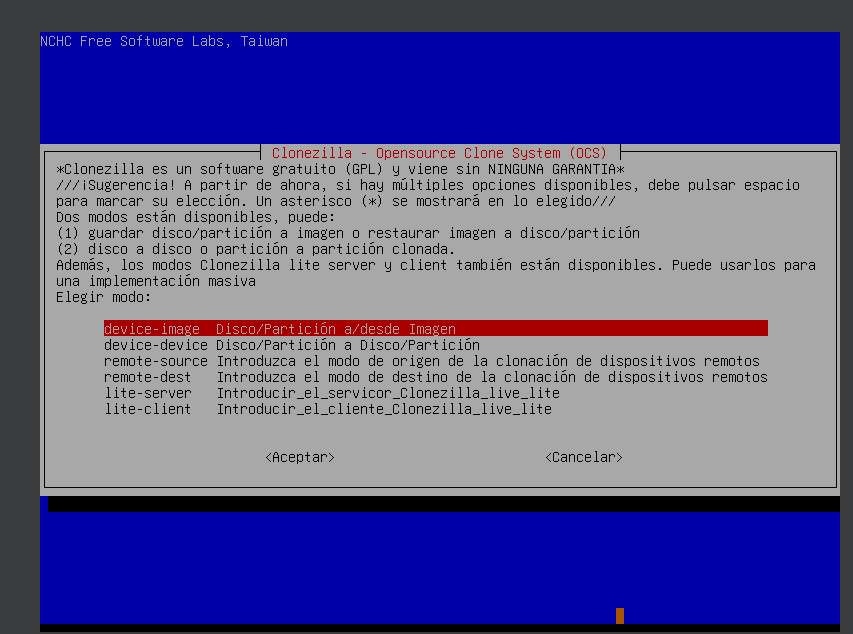 NCHC Free Software Labs, Taiwan
Clonezilla - Opensource Clone System (OCS)
*Clonezilla es un software gratuito (GPL) y viene sin NINGUNA GARANTIA*
///¡Sugerencia! A partir de ahora, si hay múltiples opciones disponibles, debe pulsar espacio
para marcar su elección. Un asterisco (*) se mostrará en lo elegido///
Dos modos están disponibles, puede:
(1) guardar disco/partición a imagen o restaurar imagen a disco/partición
(2) disco a disco o partición a partición clonada.
Además, los modos Clonezilla lite server y client también están disponibles. Puede usarlos para
una implementación masiva
Elegir modo:
device-image Disco/Partición a/desde Imagen
device-device Disco/Partición a Disco/Partición
remote-source Introduzca el modo de origen de la clonación de dispositivos remotos
remote-dest Introduzca el modo de destino de la clonación de dispositivos remotos
lite-server Introducir_el_servicor_Clonezilla_live_lite
lite-client Introducir_el_cliente_Clonezilla_live_lite
<Aceptar> <Cancelar>